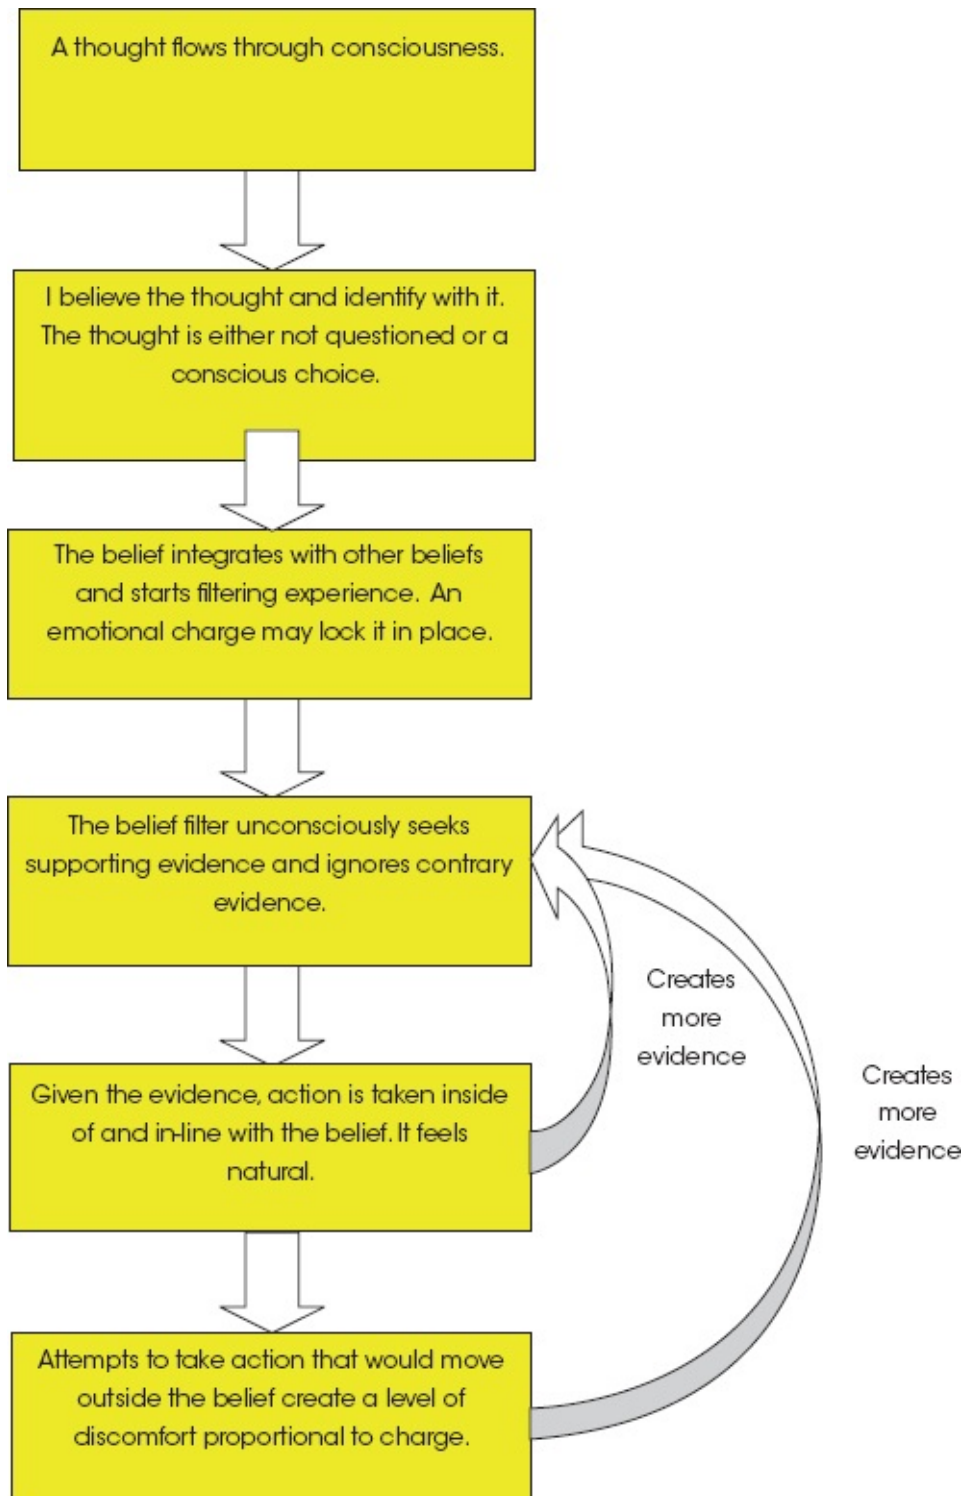 A thought flows through consciousness.
I believe the thought and identify with it.
The thought is either not questioned or a
conscious choice.
The belief integrates with other beliefs
and starts filtering experience.  An
emotional charge may lock it in place.
The belief filter unconsciously seeks
supporting evidence and ignores contrary
evidence.
Creates
more
evidence
Given the evidence, action is taken inside
of and in-line with the belief. It feels
natural.
Creates
more
evidence
Attempts to take action that would move
outside the belief create a level of
discomfort proportional to charge.